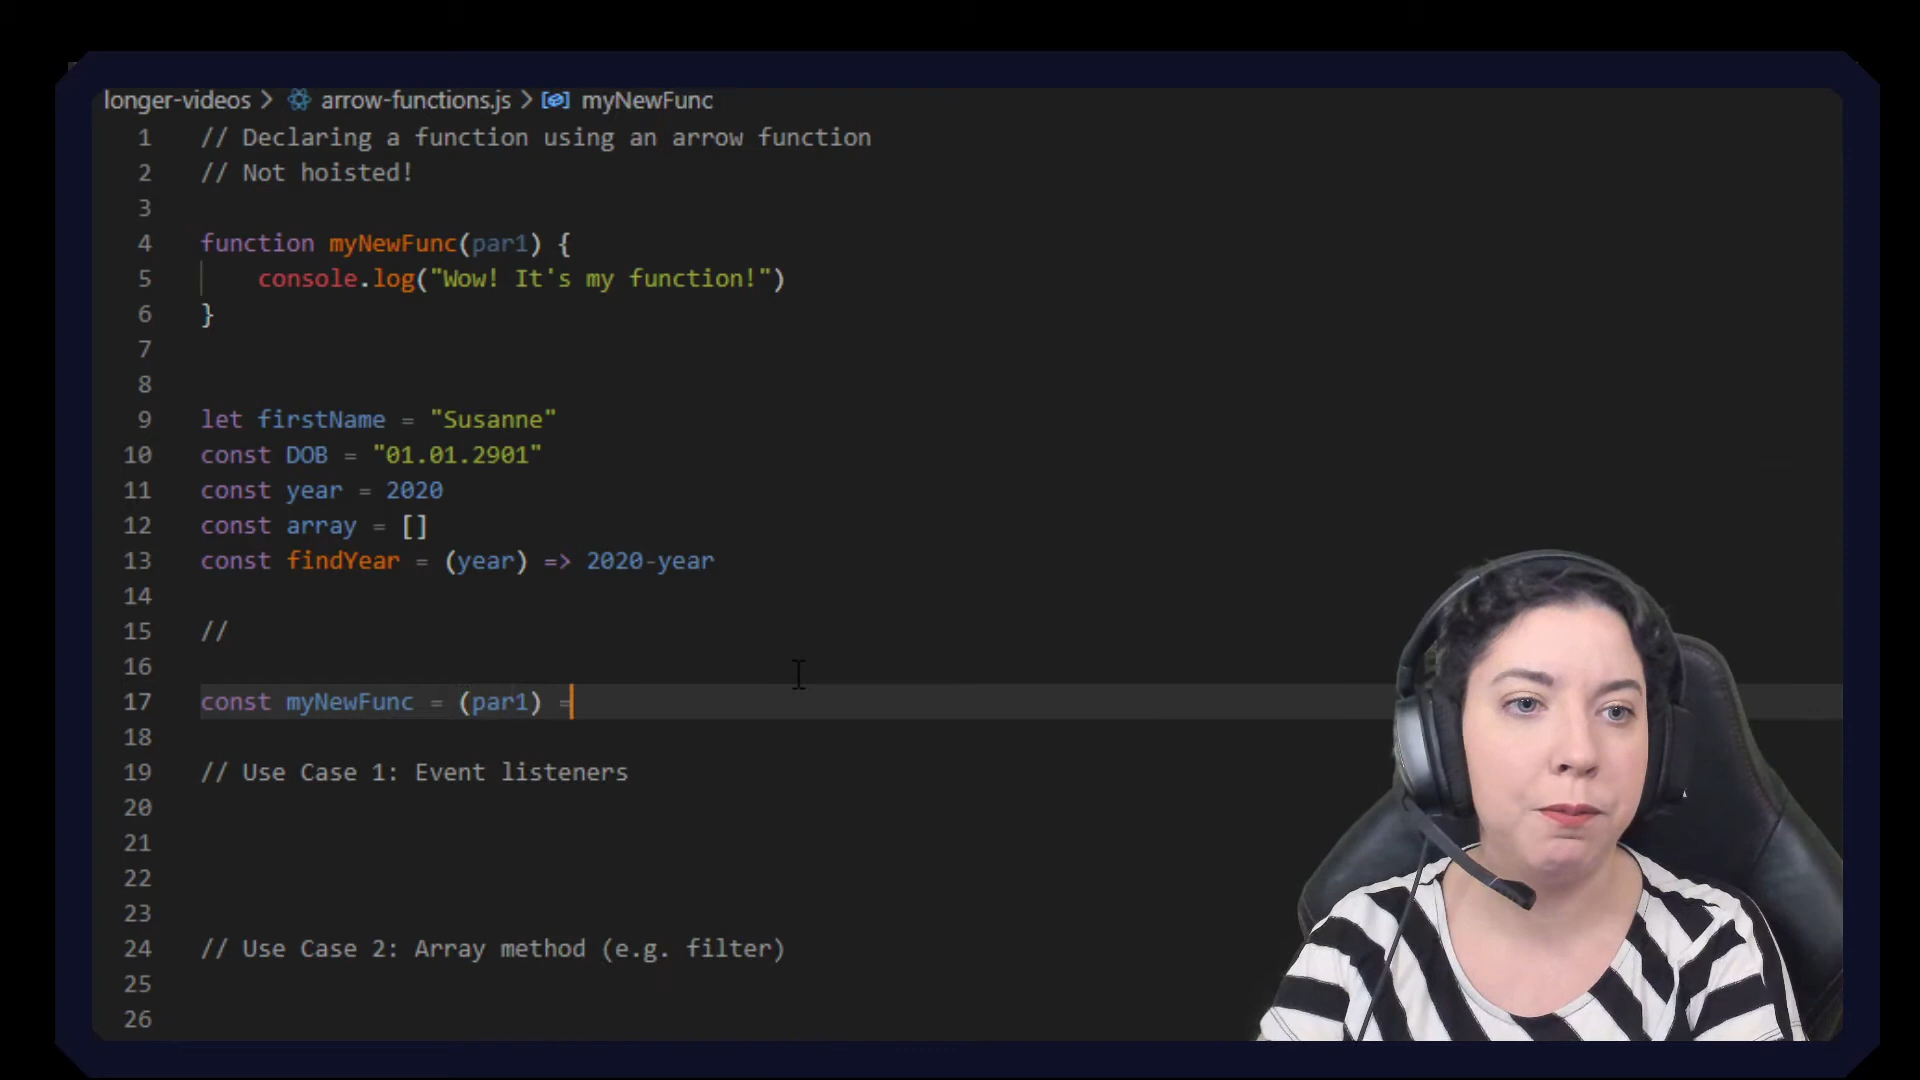 longer-videos > arrow-functions.js > myNewFunc
1 // Declaring a function using an arrow function
2 // Not hoisted!
3
4 function myNewFunc(par1) {
5 console.log("Wow! It's my function!")
6 }
7
8
9 let firstName = "Susanne"
10 const DOB = "01.01.2901"
11 const year = 2020
12 const array = []
13 const findYear = (year) => 2020-year
14
15 //
16
17 const myNewFunc = (par1) =
18
19 // Use Case 1: Event listeners
20
21
22
23
24 // Use Case 2: Array method (e.g. filter)
25
26